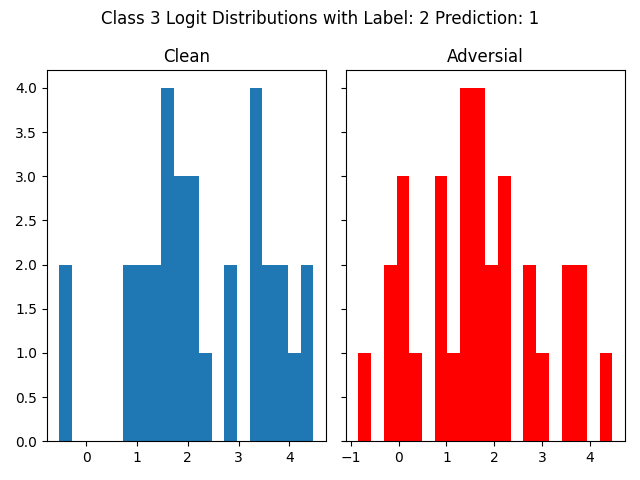 Class 3 Logit Distributions with Label: 2 Prediction: 1
Clean
Adversial
4.0
3.5
3.0
2.5
2.0
1.5
1.0
0.5
0.0
0 1 2 3 4
−1 0 1 2 3 4